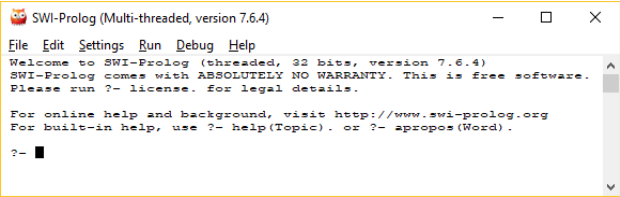 SWI-Prolog (Multi-threaded, version 7.6.4)
File Edit Settings Run Debug Help
Welcome to SWI-Prolog (threaded, 32 bits, version 7.6.4)
SWI-Prolog comes with ABSOLUTELY NO WARRANTY. This is free software.
Please run ?- license. for legal details.
For online help and background, visit http://www.swi-prolog.org
For built-in help, use ?- help(Topic). or ?- apropos(Word).
?-